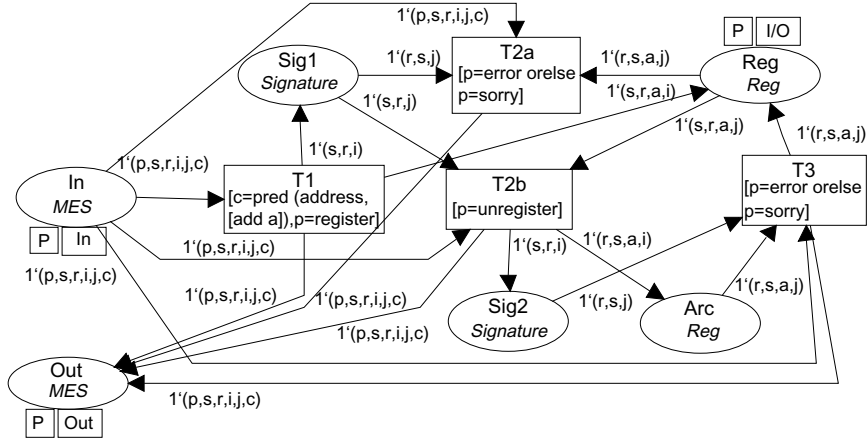 1‘(p,s,r,i,j,c)
P
I/O
Sig1
Signature
1‘(r,s,j)
T2a
[p=error orelse
p=sorry]
1‘(r,s,a,j)
Reg
Reg
1‘(s,r,a,i)
1‘(s,r,j)
1‘(s,r,a,j)
1‘(r,s,a,j)
1‘(p,s,r,i,j,c)
1‘(s,r,i)
In
MES
P
In
T1
[c=pred (address,
[add a]),p=register]
T2b
[p=unregister]
T3
[p=error orelse
p=sorry]
1‘(p,s,r,i,j,c)
1‘(s,r,i)
1‘(r,s,a,i)
1‘(p,s,r,i,j,c)
1‘(p,s,r,i,j,c)
1‘(p,s,r,i,j,c)
1‘(p,s,r,i,j,c)
Sig2
Signature
1‘(r,s,j)
Arc
Reg
1‘(r,s,a,j)
Out
MES
P
Out
1‘(p,s,r,i,j,c)